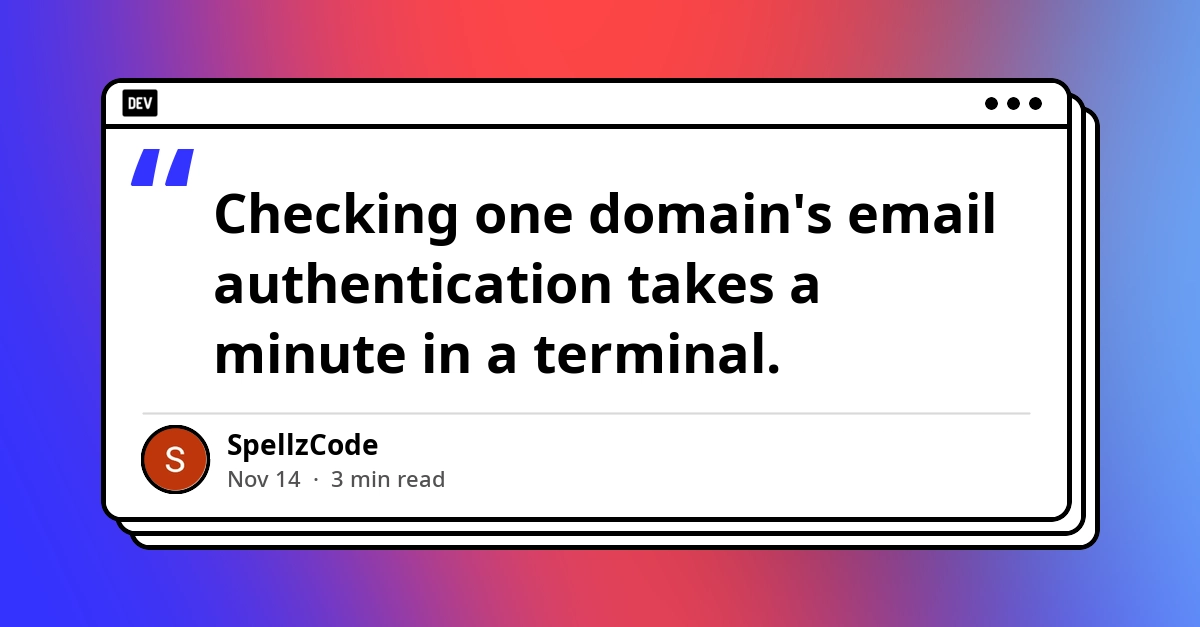 DEV
“
Checking one domain's email
authentication takes a
minute in a terminal.
S
SpellzCode
Nov 14 · 3 min read